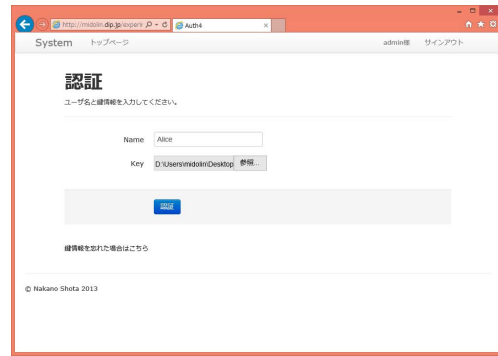 http://midolin.dip.jp/experi
Auth4
System トップページ admin様 サインアウト
認証
ユーザ名と鍵情報を入力してください。
Name Alice
Key D:\Users\midolin\Desktop 参照...
認証
鍵情報を忘れた場合はこちら
© Nakano Shota 2013